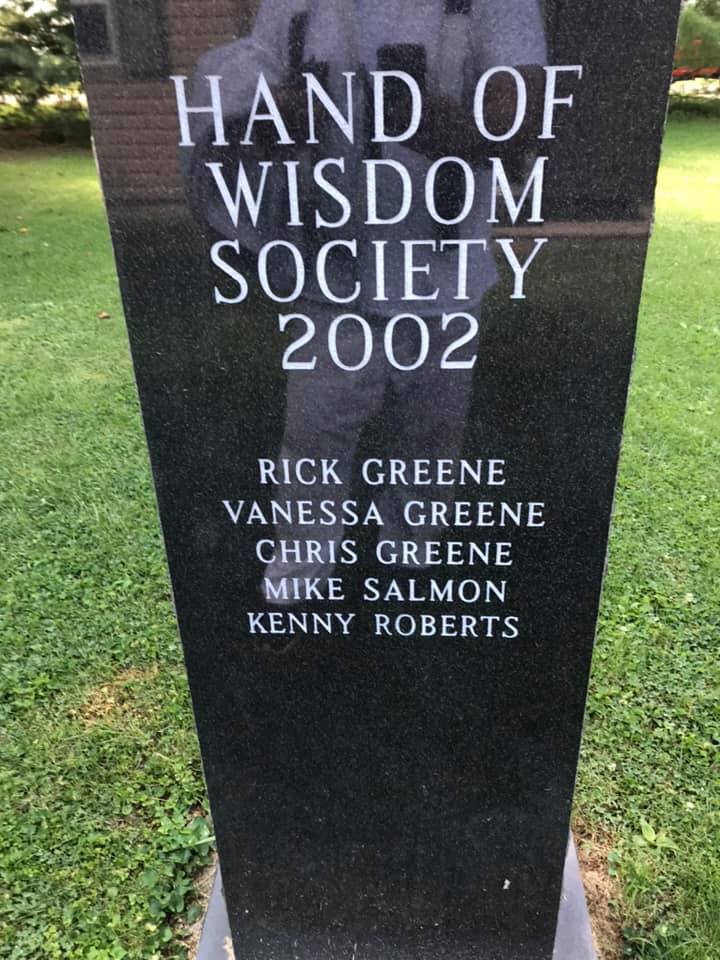 HAND OF
WISDOM
SOCIETY
2002
RICK GREENE
VANESSA GREENE
CHRIS GREENE
MIKE SALMON
KENNY ROBERTS